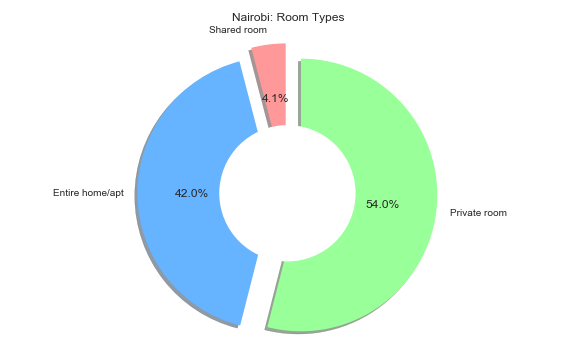 Nairobi: Room Types
Shared room
4.1%
Entire home/apt
42.0%
54.0%
Private room